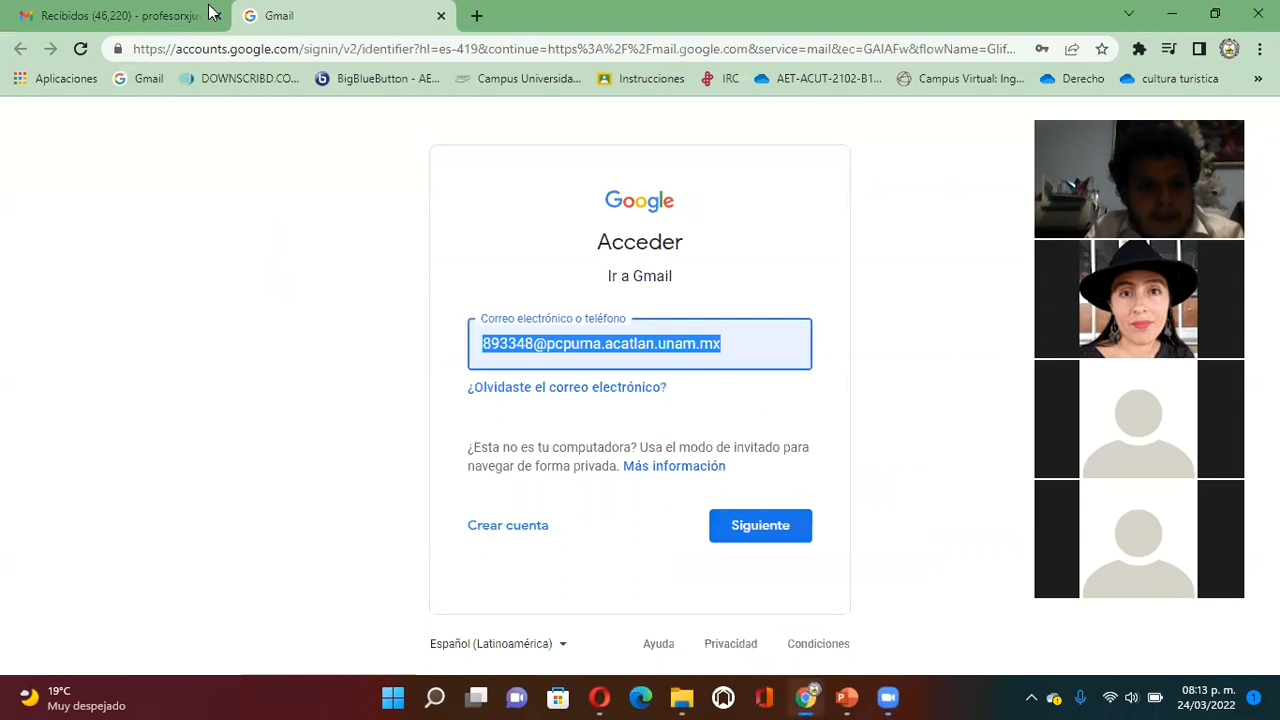 Recibidos (46,220) - profesorxju
Gmail
https://accounts.google.com/signin/v2/identifier?hl=es-419&continue=https%3A%2F%2Fmail.google.com&service=mail&ec=GAlAFw&flowName=Glif...
Aplicaciones
Gmail
DOWNSCRIBD.CO...
BigBlueButton - AE...
Campus Universida...
Instrucciones
IRC
AET-ACUT-2102-B1...
Campus Virtual: Ing...
Derecho
cultura turistica
»
Google
Acceder
Ir a Gmail
Correo electrónico o teléfono
893348@pcpuma.acatlan.unam.mx
¿Olvidaste el correo electrónico?
¿Esta no es tu computadora? Usa el modo de invitado para
navegar de forma privada. Más información
Crear cuenta
Siguiente
Español (Latinoamérica)
Ayuda
Privacidad
Condiciones
19°C
Muy despejado
08:13 p. m.
24/03/2022
1